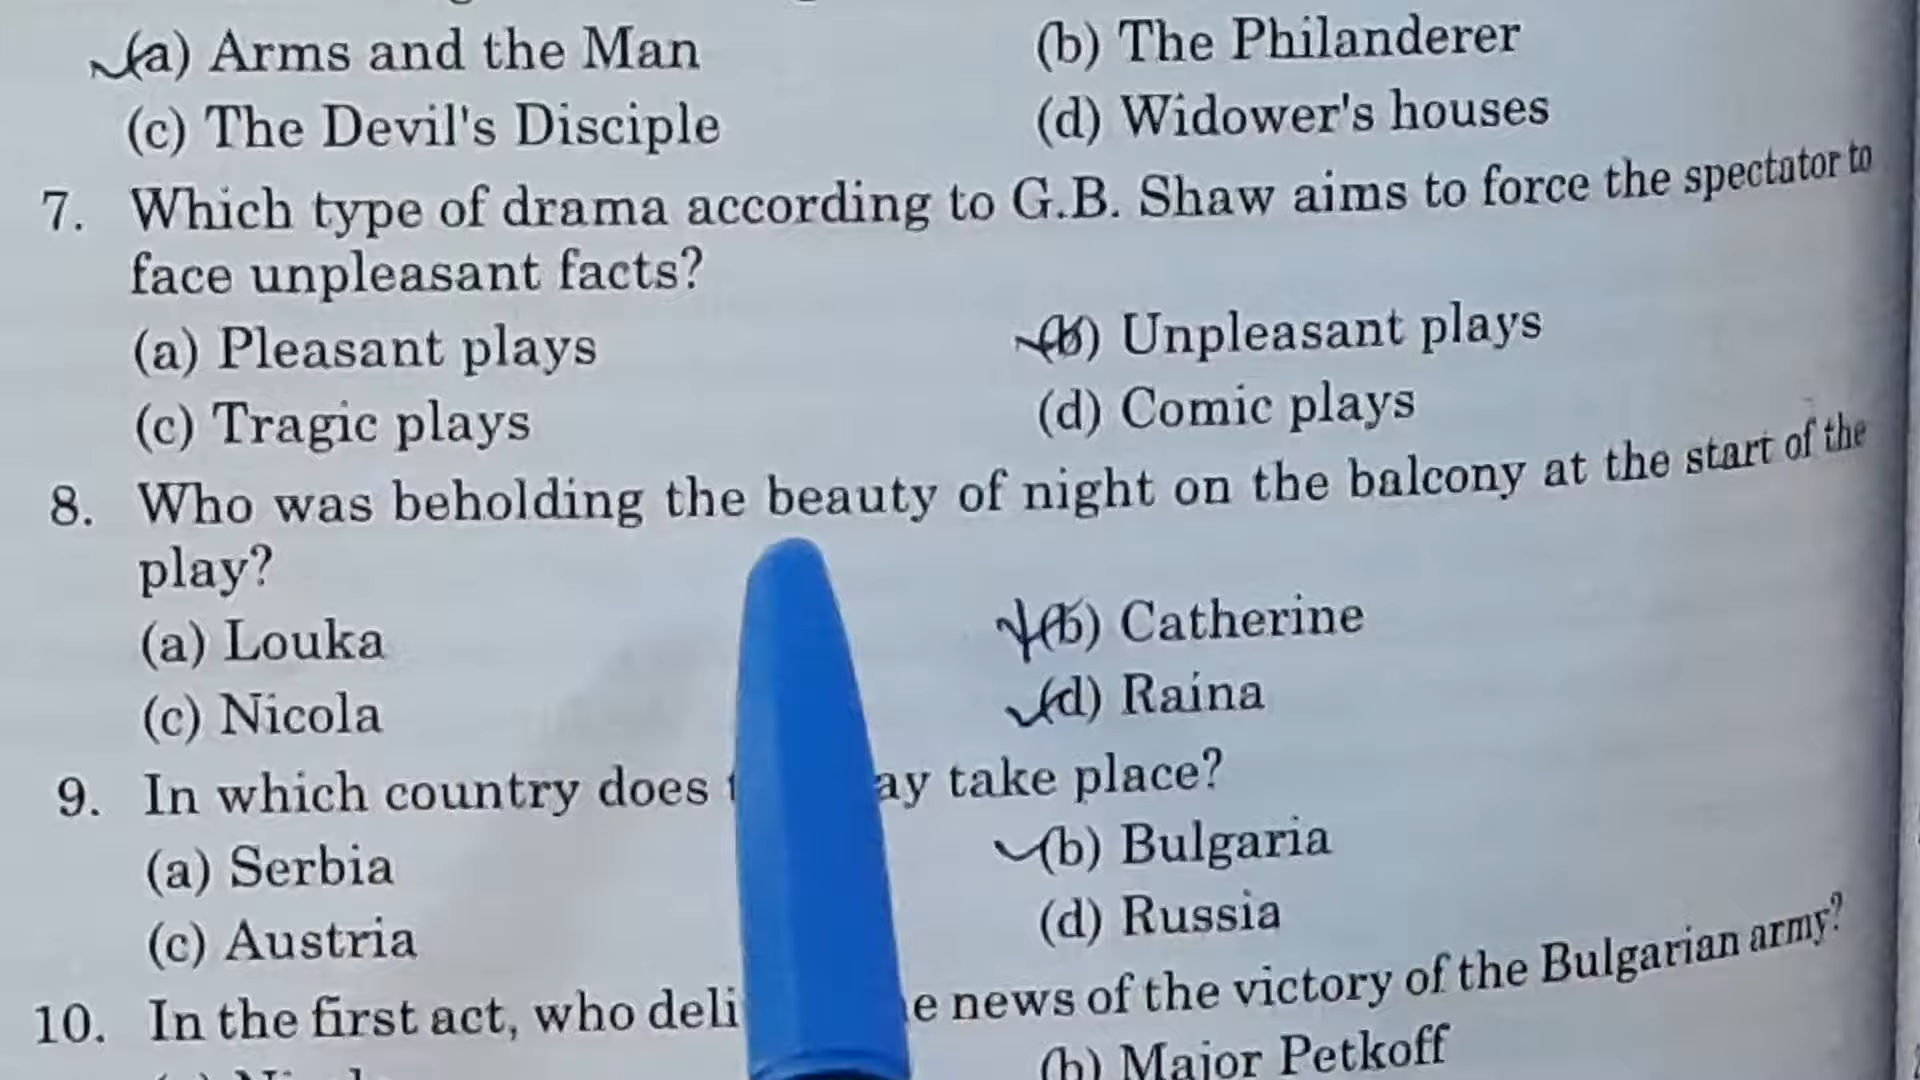 (a) Arms and the Man (b) The Philanderer
(c) The Devil's Disciple (d) Widower's houses
7. Which type of drama according to G.B. Shaw aims to force the spectator to
face unpleasant facts?
(a) Pleasant plays (b) Unpleasant plays
(c) Tragic plays (d) Comic plays
8. Who was beholding the beauty of night on the balcony at the start of the
play?
(a) Louka (b) Catherine
(c) Nicola (d) Raina
9. In which country does take place?
(a) Serbia (b) Bulgaria
(c) Austria (d) Russia
10. In the first act, who news of the victory of the Bulgarian army?
(b) Major Petkoff